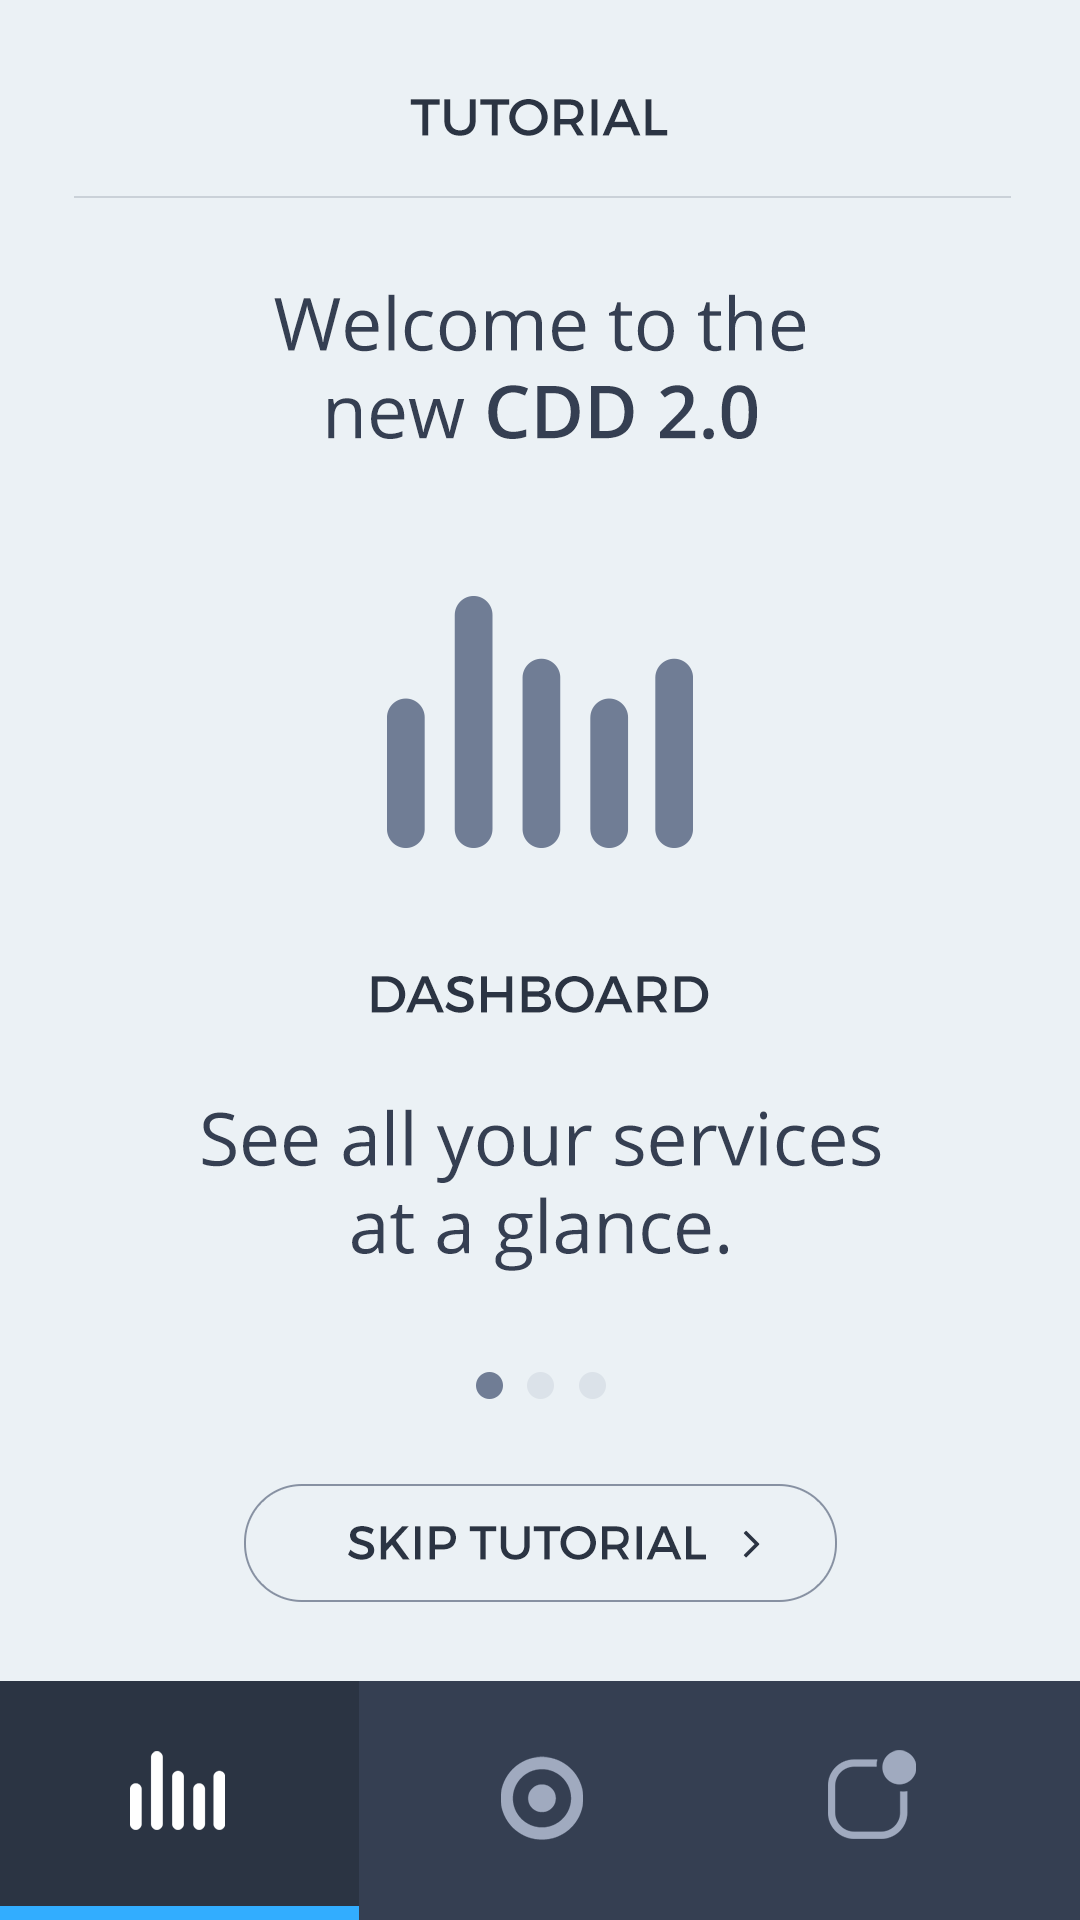 TUTORIAL
Welcome to the
new CDD 2.0
DASHBOARD
See all your services
at a glance.
SKIP TUTORIAL